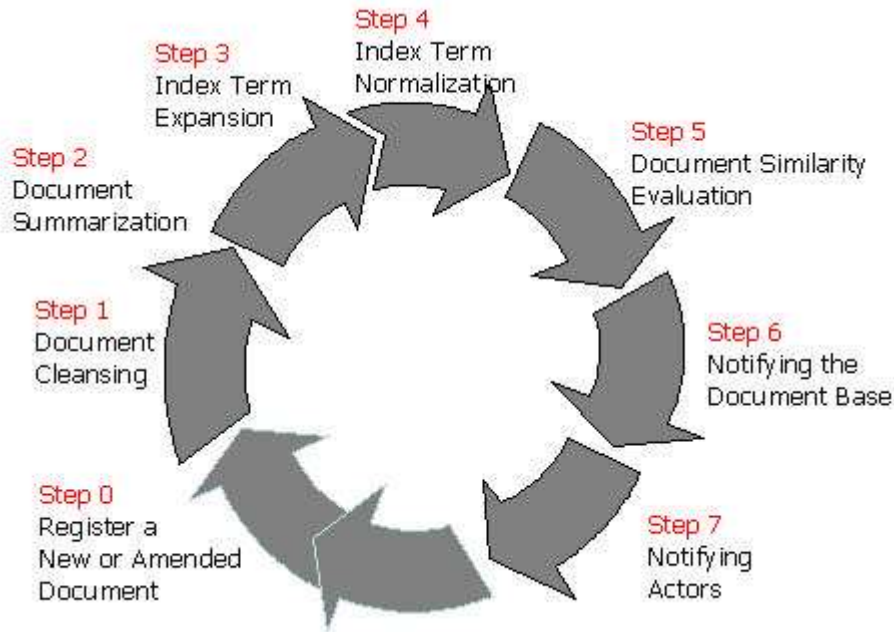 Step 0
Register a
New or Amended
Document
Step 1
Document
Cleansing
Step 2
Document
Summarization
Step 3
Index Term
Expansion
Step 4
Index Term
Normalization
Step 5
Document Similarity
Evaluation
Step 6
Notifying the
Document Base
Step 7
Notifying
Actors